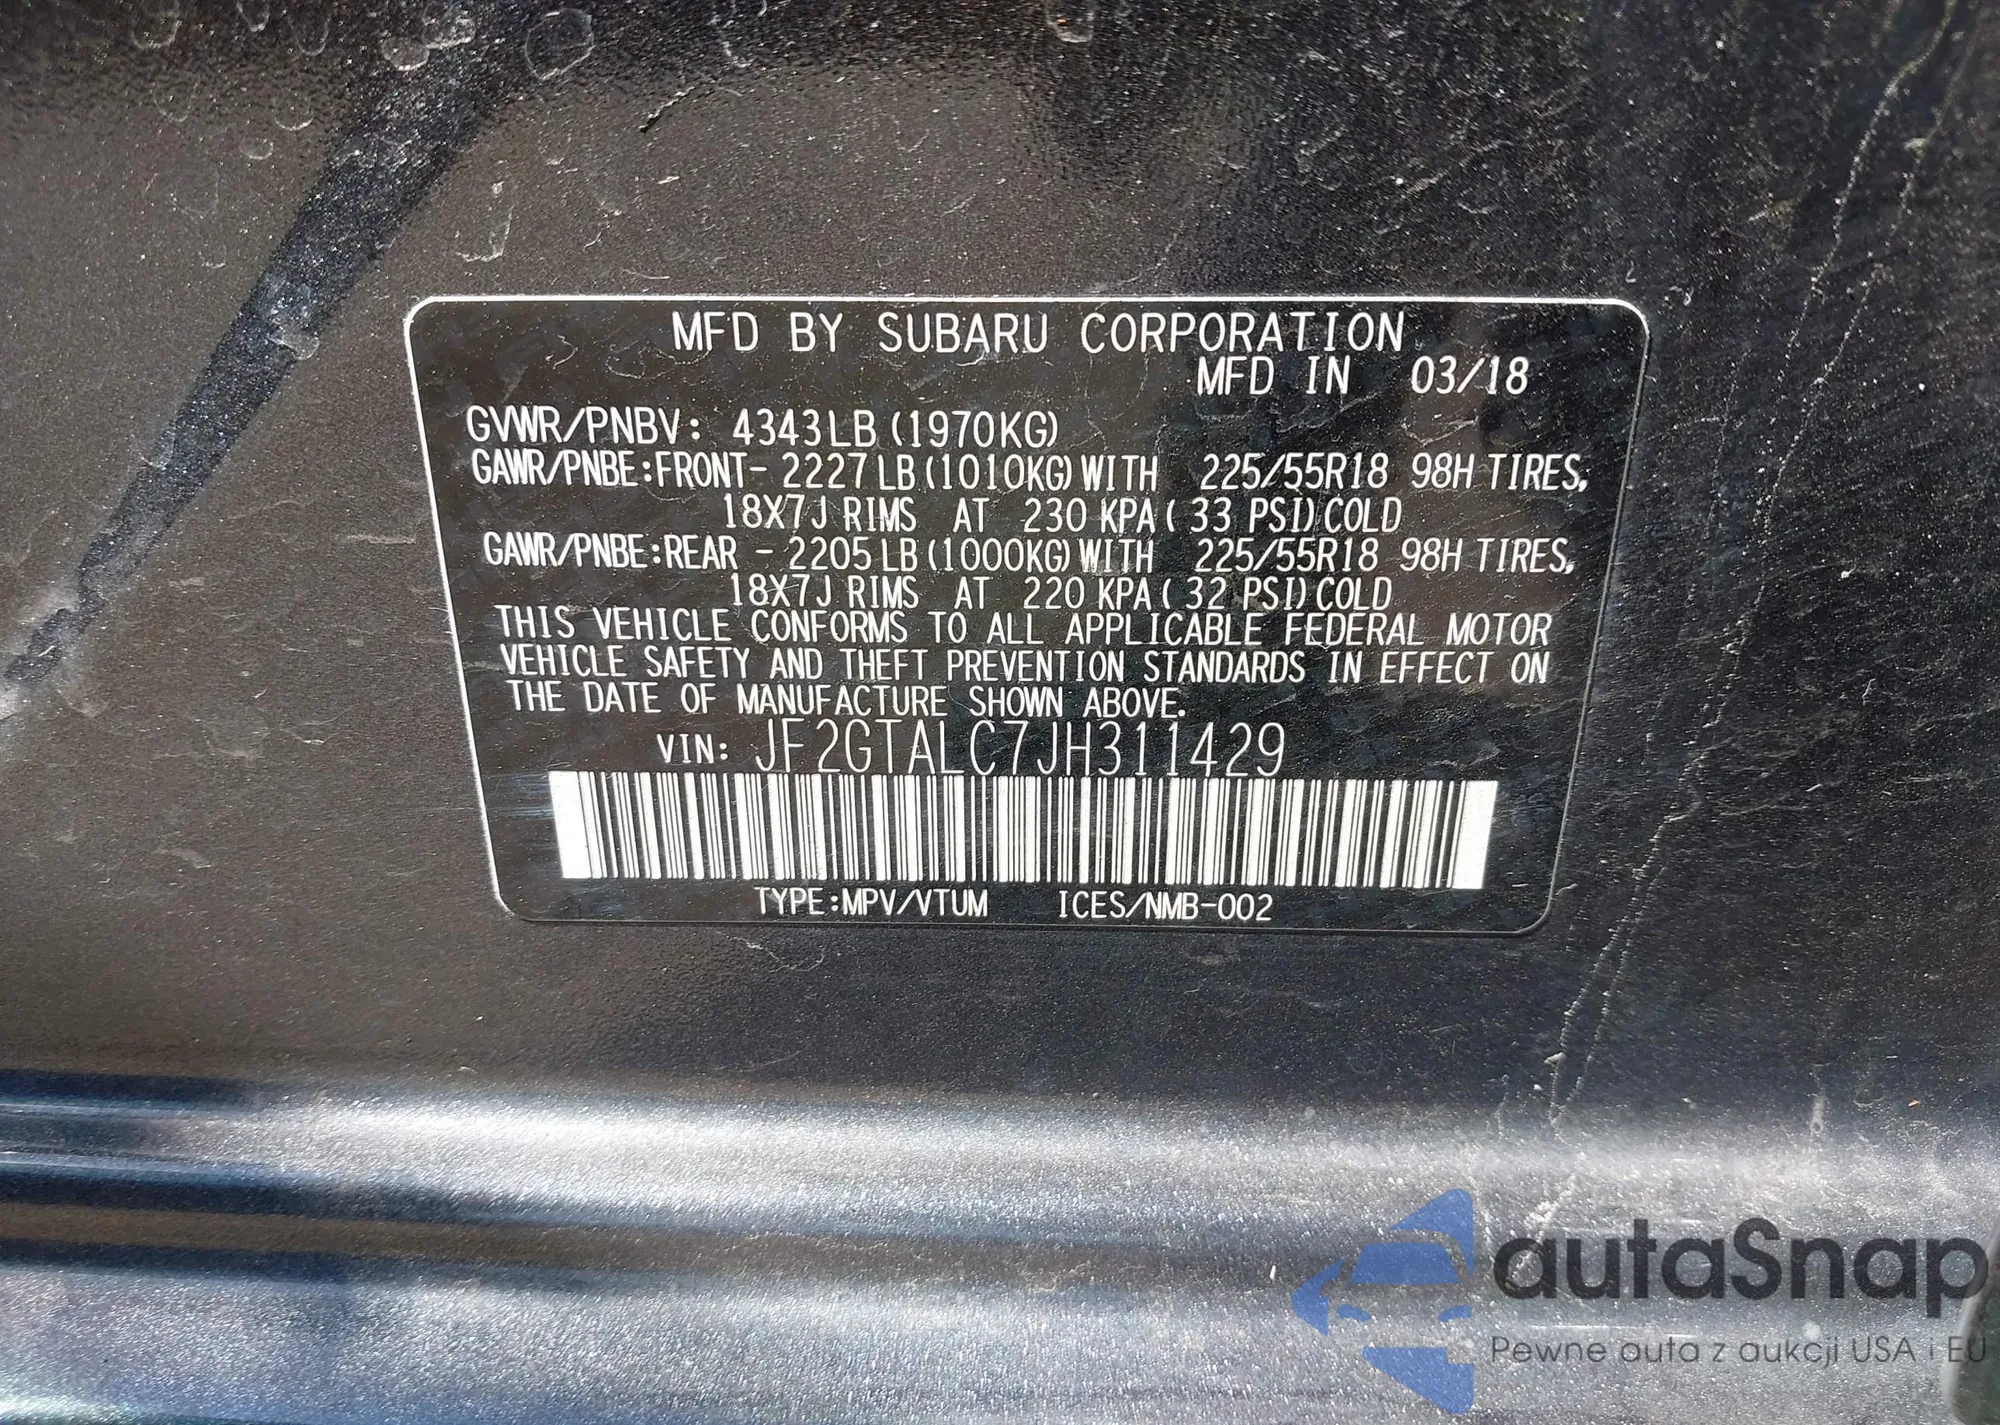 MFD BY SUBARU CORPORATION
MFD IN 03/18
GVWR/PNBV: 4343LB (1970KG)
GAWR/PNBE:FRONT- 2227LB (1010KG) WITH 225/55R18 98H TIRES,
18X7J RIMS AT 230 KPA ( 33 PSI) COLD
GAWR/PNBE:REAR - 2205LB (1000KG) WITH 225/55R18 98H TIRES,
18X7J RIMS AT 220 KPA ( 32 PSI) COLD
THIS VEHICLE CONFORMS TO ALL APPLICABLE FEDERAL MOTOR
VEHICLE SAFETY AND THEFT PREVENTION STANDARDS IN EFFECT ON
THE DATE OF MANUFACTURE SHOWN ABOVE.
VIN: JF2GTALC7JH311429
TYPE:MPV/VTUM ICES/NMB-002
autaSnap
Pewne auta z aukcji USA i EU